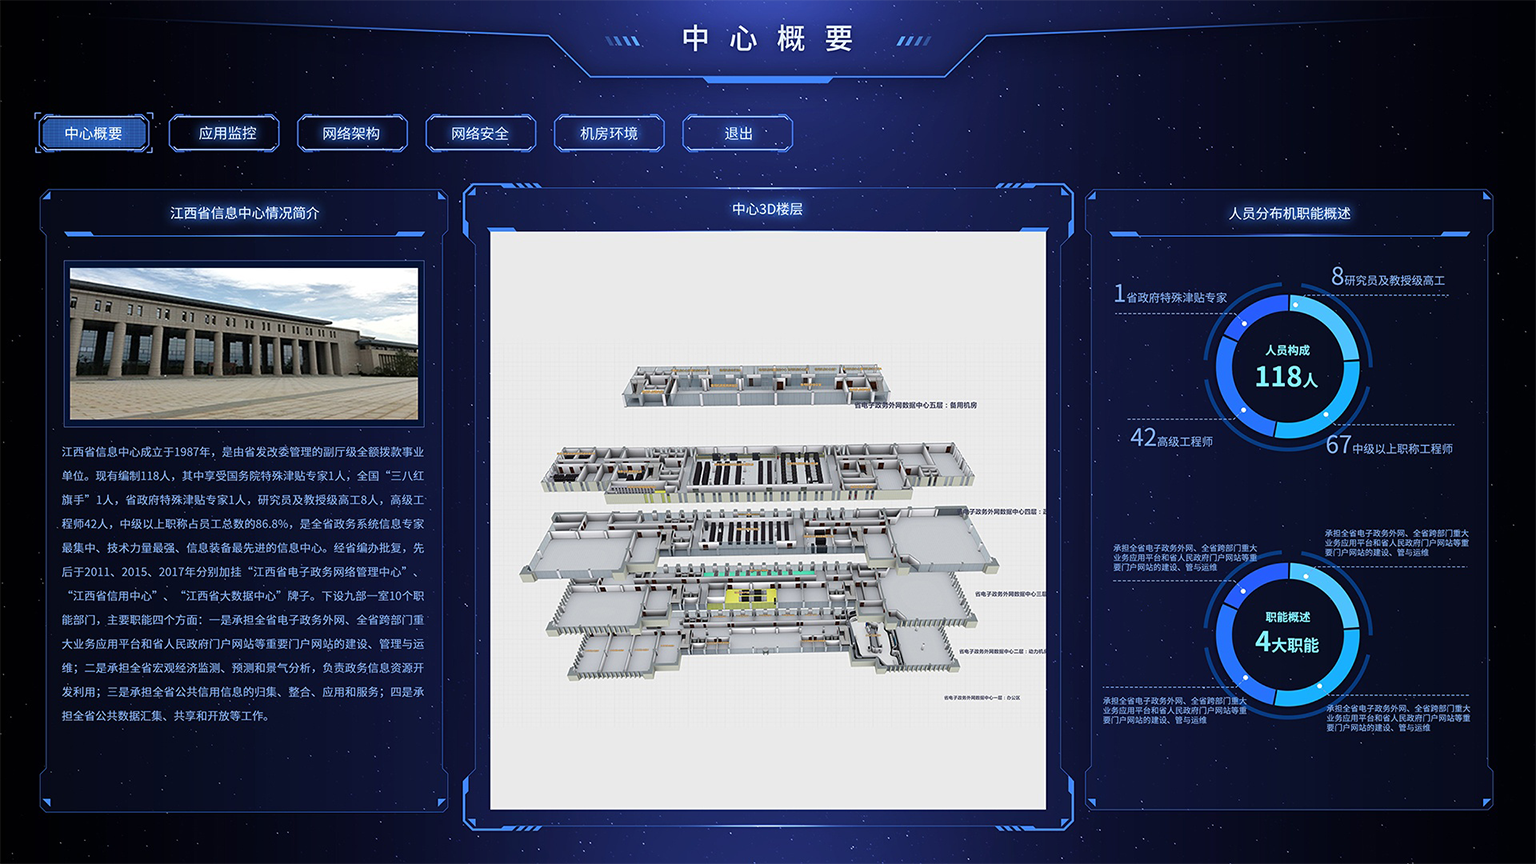 中心概要
中心概要
应用监控
网络架构
网络安全
机房环境
退出
江西省信息中心情况简介
江西省信息中心成立于1987年，是由省发改委管理的副厅级全额拨款事业
单位。现有编制118人，其中享受国务院特殊津贴专家1人，全国“三八红
旗手”1人，省政府特殊津贴专家1人，研究员及教授级高工8人，高级工
程师42人，中级以上职称占员工总数的86.8%，是全省政务系统信息专家
最集中、技术力量最强、信息装备最先进的信息中心。经省编办批复，先
后于2011、2015、2017年分别加挂“江西省电子政务网络管理中心”、
“江西省信用中心”、“江西省大数据中心”牌子。下设九部一室10个职
能部门，主要职能四个方面：一是承担全省电子政务外网、全省跨部门重
大业务应用平台和省人民政府门户网站等重要门户网站的建设、管理与运
维；二是承担全省宏观经济监测、预测和景气分析，负责政务信息资源开
发利用；三是承担全省公共信用信息的归集、整合、应用和服务；四是承
担全省公共数据汇集、共享和开放等工作。
中心3D楼层
省电子政务外网数据中心五层：备用机房
电子政务外网数据中心四层：
省电子政务外网数据中心三层
省电子政务外网数据中心二层：动力机房
省电子政务外网数据中心一层：办公区
人员分布机职能概述
1省政府特殊津贴专家
8研究员及教授级高工
人员构成
118人
42高级工程师
67中级以上职称工程师
承担全省电子政务外网、全省跨部门重大
业务应用平台和省人民政府门户网站等重
要门户网站的建设、管与运维
承担全省电子政务外网、全省跨部门重大
业务应用平台和省人民政府门户网站等重
要门户网站的建设、管与运维
职能概述
4大职能
承担全省电子政务外网、全省跨部门重大
业务应用平台和省人民政府门户网站等重
要门户网站的建设、管与运维
承担全省电子政务外网、全省跨部门重大
业务应用平台和省人民政府门户网站等重
要门户网站的建设、管与运维